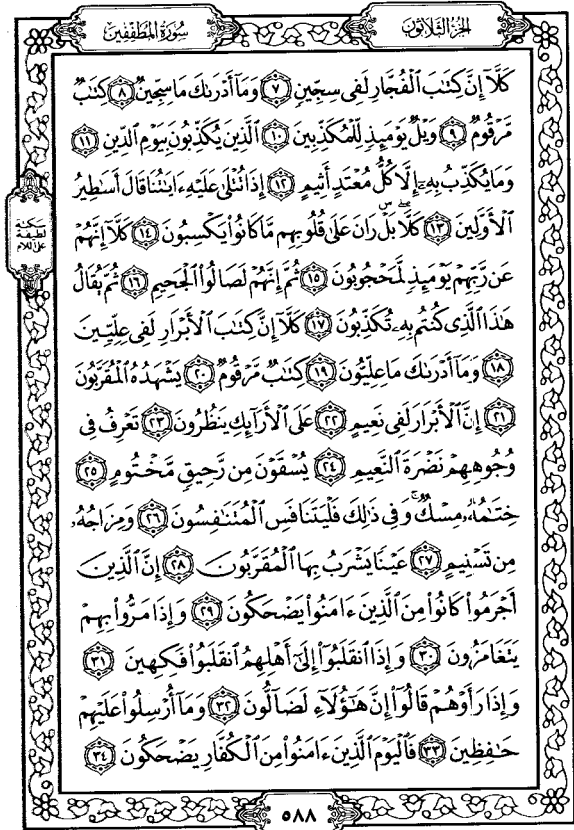 الجزء الثلاثون
سورة المطففين
كَلَّآ إِنَّ كِتَٰبَ ٱلْفُجَّارِ لَفِى سِجِّينٍ ٧ وَمَآ أَدْرَىٰكَ مَا سِجِّينٌ ٨ كِتَٰبٌ
مَّرْقُومٌ ٩ وَيْلٌ يَوْمَئِذٍ لِّلْمُكَذِّبِينَ ١٠ ٱلَّذِينَ يُكَذِّبُونَ بِيَوْمِ ٱلدِّينِ ١١
وَمَا يُكَذِّبُ بِهِۦٓ إِلَّا كُلُّ مُعْتَدٍ أَثِيمٍ ١٢ إِذَا تُتْلَىٰ عَلَيْهِ ءَايَٰتُنَا قَالَ أَسَٰطِيرُ
ٱلْأَوَّلِينَ ١٣ كَلَّا ۖ بَلْ ۜ رَانَ عَلَىٰ قُلُوبِهِم مَّا كَانُوا۟ يَكْسِبُونَ ١٤ كَلَّآ إِنَّهُمْ
عَن رَّبِّهِمْ يَوْمَئِذٍ لَّمَحْجُوبُونَ ١٥ ثُمَّ إِنَّهُمْ لَصَالُوا۟ ٱلْجَحِيمِ ١٦ ثُمَّ يُقَالُ
هَٰذَا ٱلَّذِى كُنتُم بِهِۦ تُكَذِّبُونَ ١٧ كَلَّآ إِنَّ كِتَٰبَ ٱلْأَبْرَارِ لَفِى عِلِّيِّينَ
١٨ وَمَآ أَدْرَىٰكَ مَا عِلِّيُّونَ ١٩ كِتَٰبٌ مَّرْقُومٌ ٢٠ يَشْهَدُهُ ٱلْمُقَرَّبُونَ
٢١ إِنَّ ٱلْأَبْرَارَ لَفِى نَعِيمٍ ٢٢ عَلَى ٱلْأَرَآئِكِ يَنظُرُونَ ٢٣ تَعْرِفُ فِى
وُجُوهِهِمْ نَضْرَةَ ٱلنَّعِيمِ ٢٤ يُسْقَوْنَ مِن رَّحِيقٍ مَّخْتُومٍ ٢٥
خِتَٰمُهُۥ مِسْكٌ ۚ وَفِى ذَٰلِكَ فَلْيَتَنَافَسِ ٱلْمُتَنَٰفِسُونَ ٢٦ وَمِزَاجُهُۥ
مِن تَسْنِيمٍ ٢٧ عَيْنًا يَشْرَبُ بِهَا ٱلْمُقَرَّبُونَ ٢٨ إِنَّ ٱلَّذِينَ
أَجْرَمُوا۟ كَانُوا۟ مِنَ ٱلَّذِينَ ءَامَنُوا۟ يَضْحَكُونَ ٢٩ وَإِذَا مَرُّوا۟ بِهِمْ
يَتَغَامَزُونَ ٣٠ وَإِذَا ٱنقَلَبُوٓا۟ إِلَىٰٓ أَهْلِهِمُ ٱنقَلَبُوا۟ فَكِهِينَ ٣١
وَإِذَا رَأَوْهُمْ قَالُوٓا۟ إِنَّ هَٰٓؤُلَآءِ لَضَآلُّونَ ٣٢ وَمَآ أُرْسِلُوا۟ عَلَيْهِمْ
حَٰفِظِينَ ٣٣ فَٱلْيَوْمَ ٱلَّذِينَ ءَامَنُوا۟ مِنَ ٱلْكُفَّارِ يَضْحَكُونَ ٣٤
سكتة
لطيفة
على اللام
٥٨٨